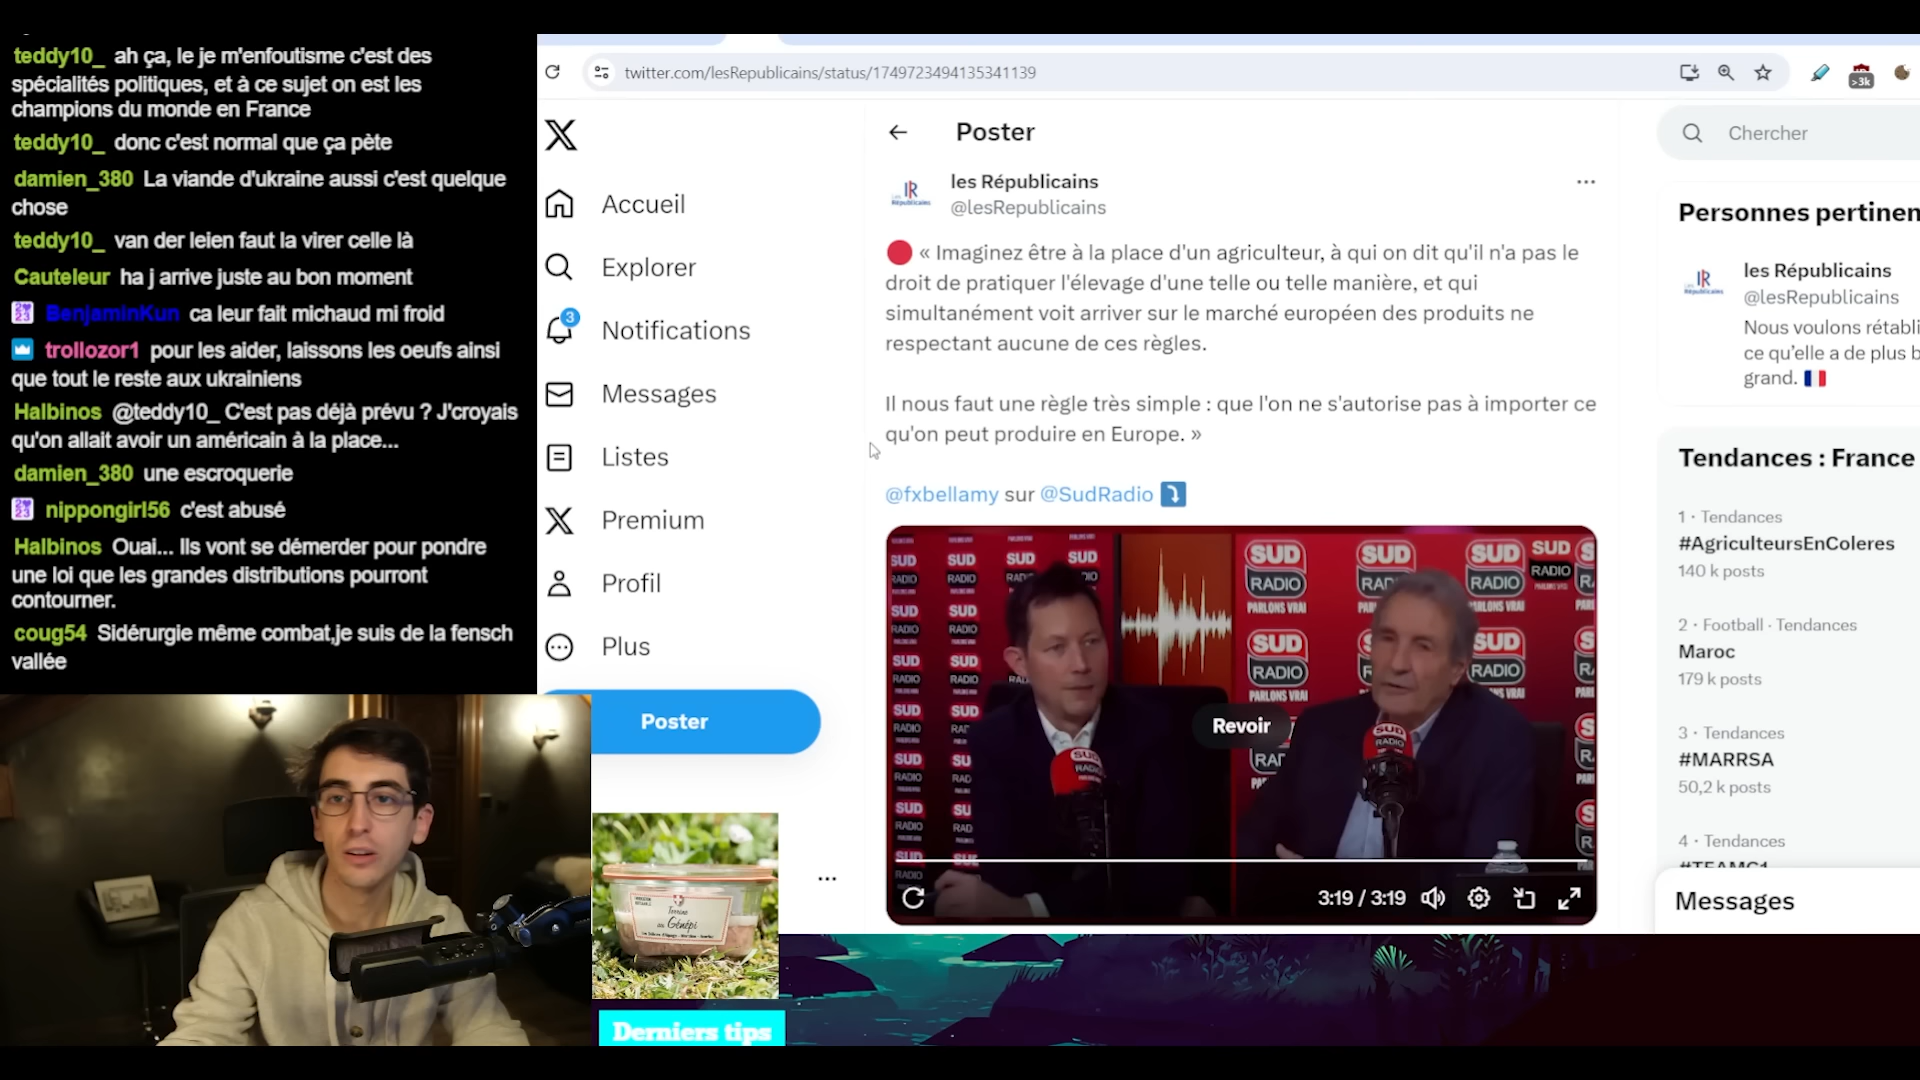 teddy10_ ah ça, le je m'enfoutisme c'est des
spécialités politiques, et à ce sujet on est les
champions du monde en France
teddy10_ donc c'est normal que ça pète
damien_380 La viande d'ukraine aussi c'est quelque
chose
teddy10_ van der leien faut la virer celle là
Cauteleur ha j arrive juste au bon moment
BenjaminKun ca leur fait michaud mi froid
trollozor1 pour les aider, laissons les oeufs ainsi
que tout le reste aux ukrainiens
Halbinos @teddy10_ C'est pas déjà prévu ? J'croyais
qu'on allait avoir un américain à la place...
damien_380 une escroquerie
nippongirl56 c'est abusé
Halbinos Ouai... Ils vont se démerder pour pondre
une loi que les grandes distributions pourront
contourner.
coug54 Sidérurgie même combat,je suis de la fensch
vallée
twitter.com/lesRepublicains/status/1749723494135341139
>3k
Accueil
Explorer
3
Notifications
Messages
Listes
Premium
Profil
Plus
Poster
Poster
les Républicains
@lesRepublicains
« Imaginez être à la place d'un agriculteur, à qui on dit qu'il n'a pas le
droit de pratiquer l'élevage d'une telle ou telle manière, et qui
simultanément voit arriver sur le marché européen des produits ne
respectant aucune de ces règles.
Il nous faut une règle très simple : que l'on ne s'autorise pas à importer ce
qu'on peut produire en Europe. »
@fxbellamy sur @SudRadio
SUD
RADIO
PARLONS VRAI
Revoir
3:19 / 3:19
Chercher
Personnes pertinen
les Républicains
@lesRepublicains
Nous voulons rétabli
ce qu'elle a de plus b
grand.
Tendances : France
1 · Tendances
#AgriculteursEnColeres
140 k posts
2 · Football · Tendances
Maroc
179 k posts
3 · Tendances
#MARRSA
50,2 k posts
4 · Tendances
Messages
Terrine
au Génépi
Derniers tips